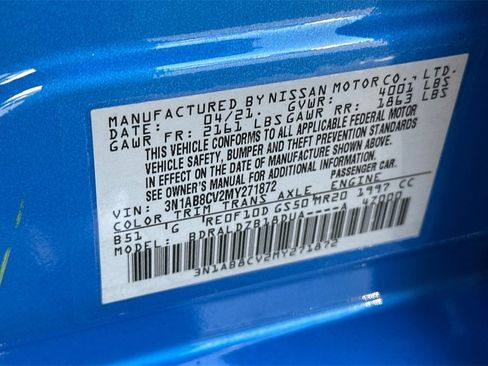 MANUFACTURED BY NISSAN MOTOR CO., LTD.
DATE: 04/21. GVWR: 4001 LBS
GAWR FR: 2161 LBS GAWR RR: 1863 LBS
THIS VEHICLE CONFORMS TO ALL APPLICABLE FEDERAL MOTOR
VEHICLE SAFETY, BUMPER AND THEFT PREVENTION STANDARDS
IN EFFECT ON THE DATE OF MANUFACTURE SHOWN ABOVE.
SEE OWNER'S MANUAL FOR ADDITIONAL INFORMATION.
VIN: 3N1AB8CV2MY271872 PASSENGER CAR.
COLOR TRIM TRANS AXLE ENGINE
B51 'G RE0F10D GS50 MR20 1997 CC
MODEL: BDRALDZB18DUA----A 47000
3N1AB8CV2MY271872